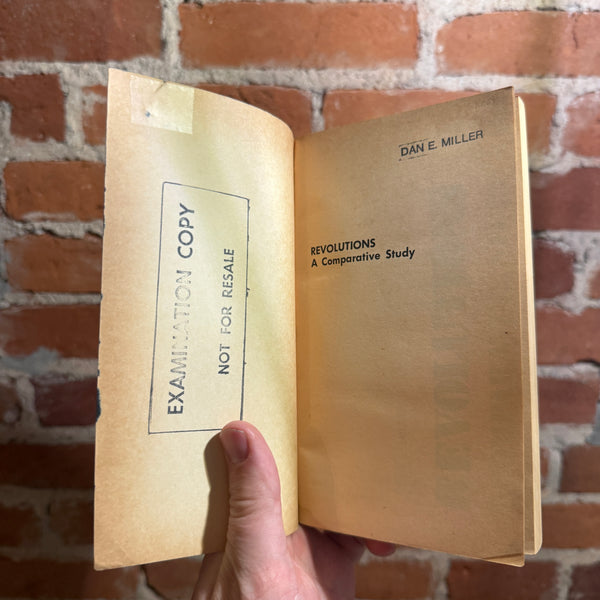 EXAMINATION COPY
NOT FOR RESALE
DAN E. MILLER
REVOLUTIONS
A Comparative Study